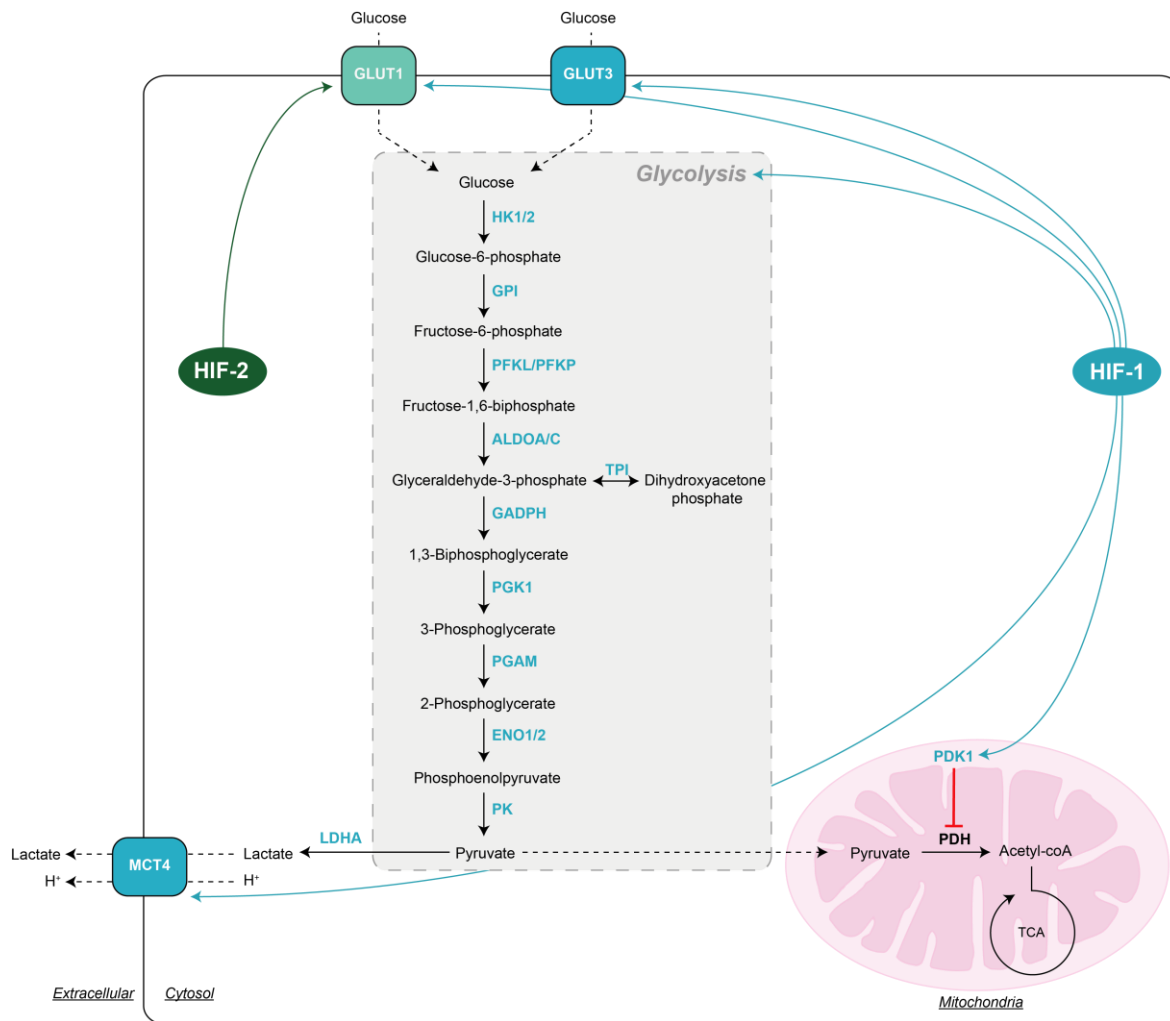 Glucose
Glucose
GLUT1
GLUT3
Glycolysis
Glucose
HK1/2
Glucose-6-phosphate
GPI
Fructose-6-phosphate
HIF-2
PFKL/PFKP
HIF-1
Fructose-1,6-biphosphate
ALDOA/C
Glyceraldehyde-3-phosphate
TPI
Dihydroxyacetone
phosphate
GADPH
1,3-Biphosphoglycerate
PGK1
3-Phosphoglycerate
PGAM
2-Phosphoglycerate
ENO1/2
PDK1
Phosphoenolpyruvate
PK
LDHA
PDH
Lactate
MCT4
Lactate
Pyruvate
Pyruvate
Acetyl-coA
H⁺
H⁺
TCA
Extracellular
Cytosol
Mitochondria